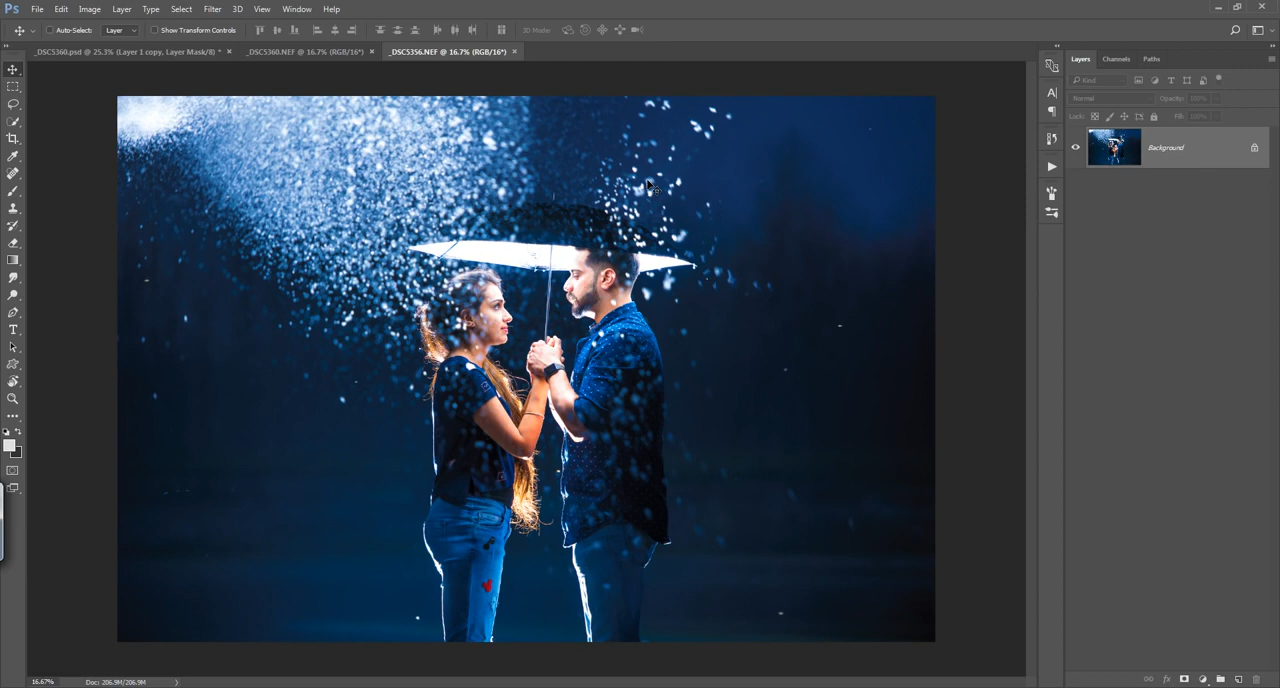 Ps File Edit Image Layer Type Select Filter 3D View Window Help
Auto-Select: Layer Show Transform Controls 3D Mode:
_DSC5360.psd @ 25.3% (Layer 1 copy, Layer Mask/8) * × _DSC5360.NEF @ 16.7% (RGB/16*) × _DSC5356.NEF @ 16.7% (RGB/16*) ×
Layers Channels Paths
Kind
Normal Opacity: 100%
Lock: Fill: 100%
Background
16.67% Doc: 206.9M/206.9M